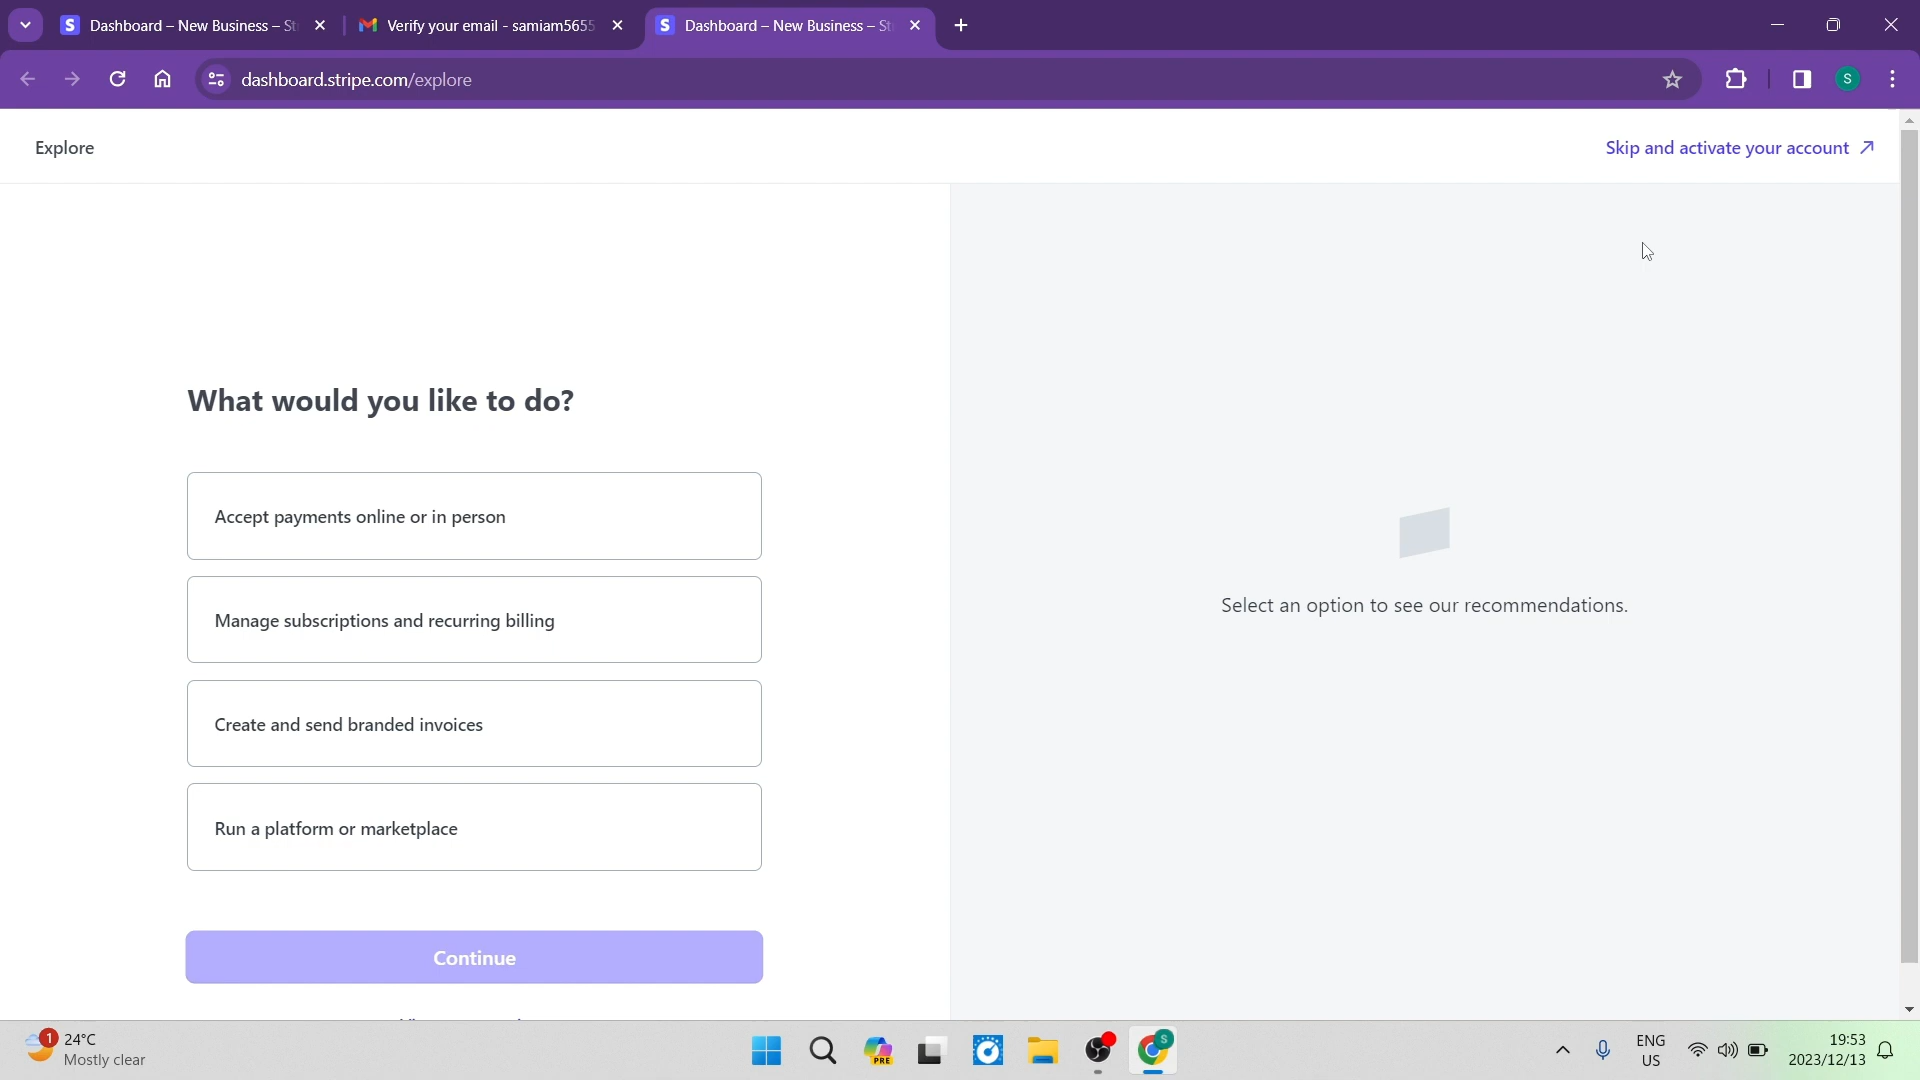 Dashboard – New Business – St
Verify your email - samiam5655
Dashboard – New Business – St
dashboard.stripe.com/explore
S
Explore
Skip and activate your account
What would you like to do?
Accept payments online or in person
Manage subscriptions and recurring billing
Create and send branded invoices
Run a platform or marketplace
Continue
Select an option to see our recommendations.
1
24°C
Mostly clear
PRE
S
ENG
US
19:53
2023/12/13